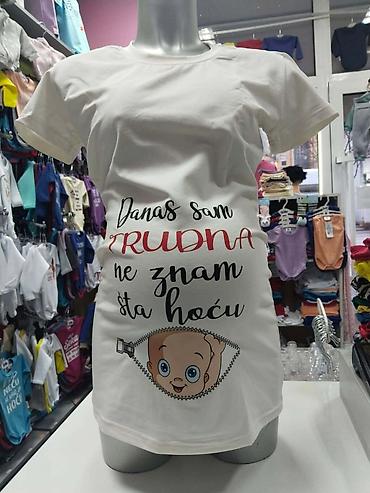 Danas sam
TRUDNA
ne znam
šta hoću